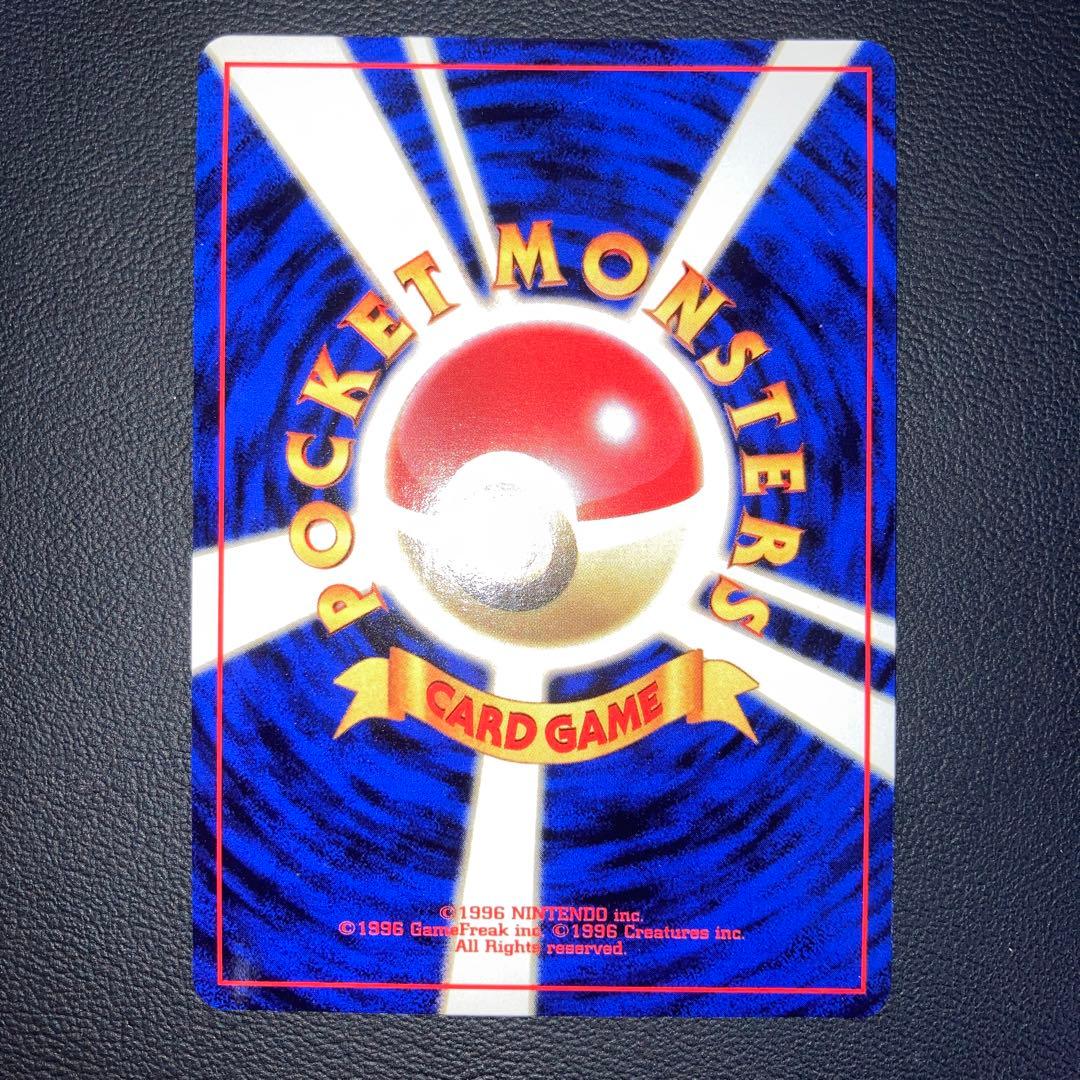 POCKET MONSTERS
CARD GAME
©1996 NINTENDO inc.
©1996 GameFreak inc. ©1996 Creatures inc.
All Rights reserved.